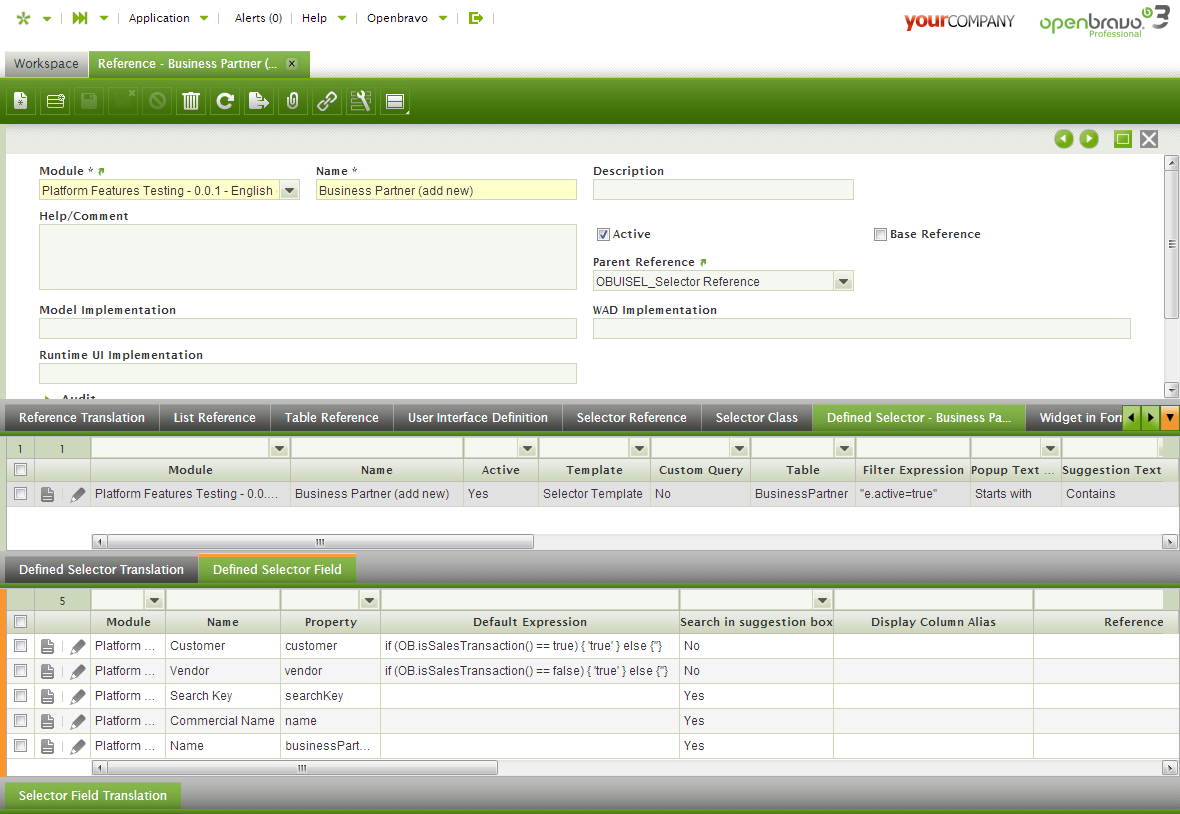 Application Alerts (0) Help Openbravo
yourCOMPANY
openbravo 3
Professional
Workspace Reference - Business Partner (...
Module * Name * Description
Platform Features Testing - 0.0.1 - English Business Partner (add new)
Help/Comment
Active Base Reference
Parent Reference
OBUISEL_Selector Reference
Model Implementation WAD Implementation
Runtime UI Implementation
Audit
Reference Translation List Reference Table Reference User Interface Definition Selector Reference Selector Class Defined Selector - Business Pa... Widget in Form
1 1
Module Name Active Template Custom Query Table Filter Expression Popup Text ... Suggestion Text
Platform Features Testing - 0.0.... Business Partner (add new) Yes Selector Template No BusinessPartner "e.active=true" Starts with Contains
Defined Selector Translation Defined Selector Field
5
Module Name Property Default Expression Search in suggestion box Display Column Alias Reference
Platform ... Customer customer if (OB.isSalesTransaction() == true) { 'true' } else {''} No
Platform ... Vendor vendor if (OB.isSalesTransaction() == false) { 'true' } else {''} No
Platform ... Search Key searchKey Yes
Platform ... Commercial Name name Yes
Platform ... Name businessPart... Yes
Selector Field Translation